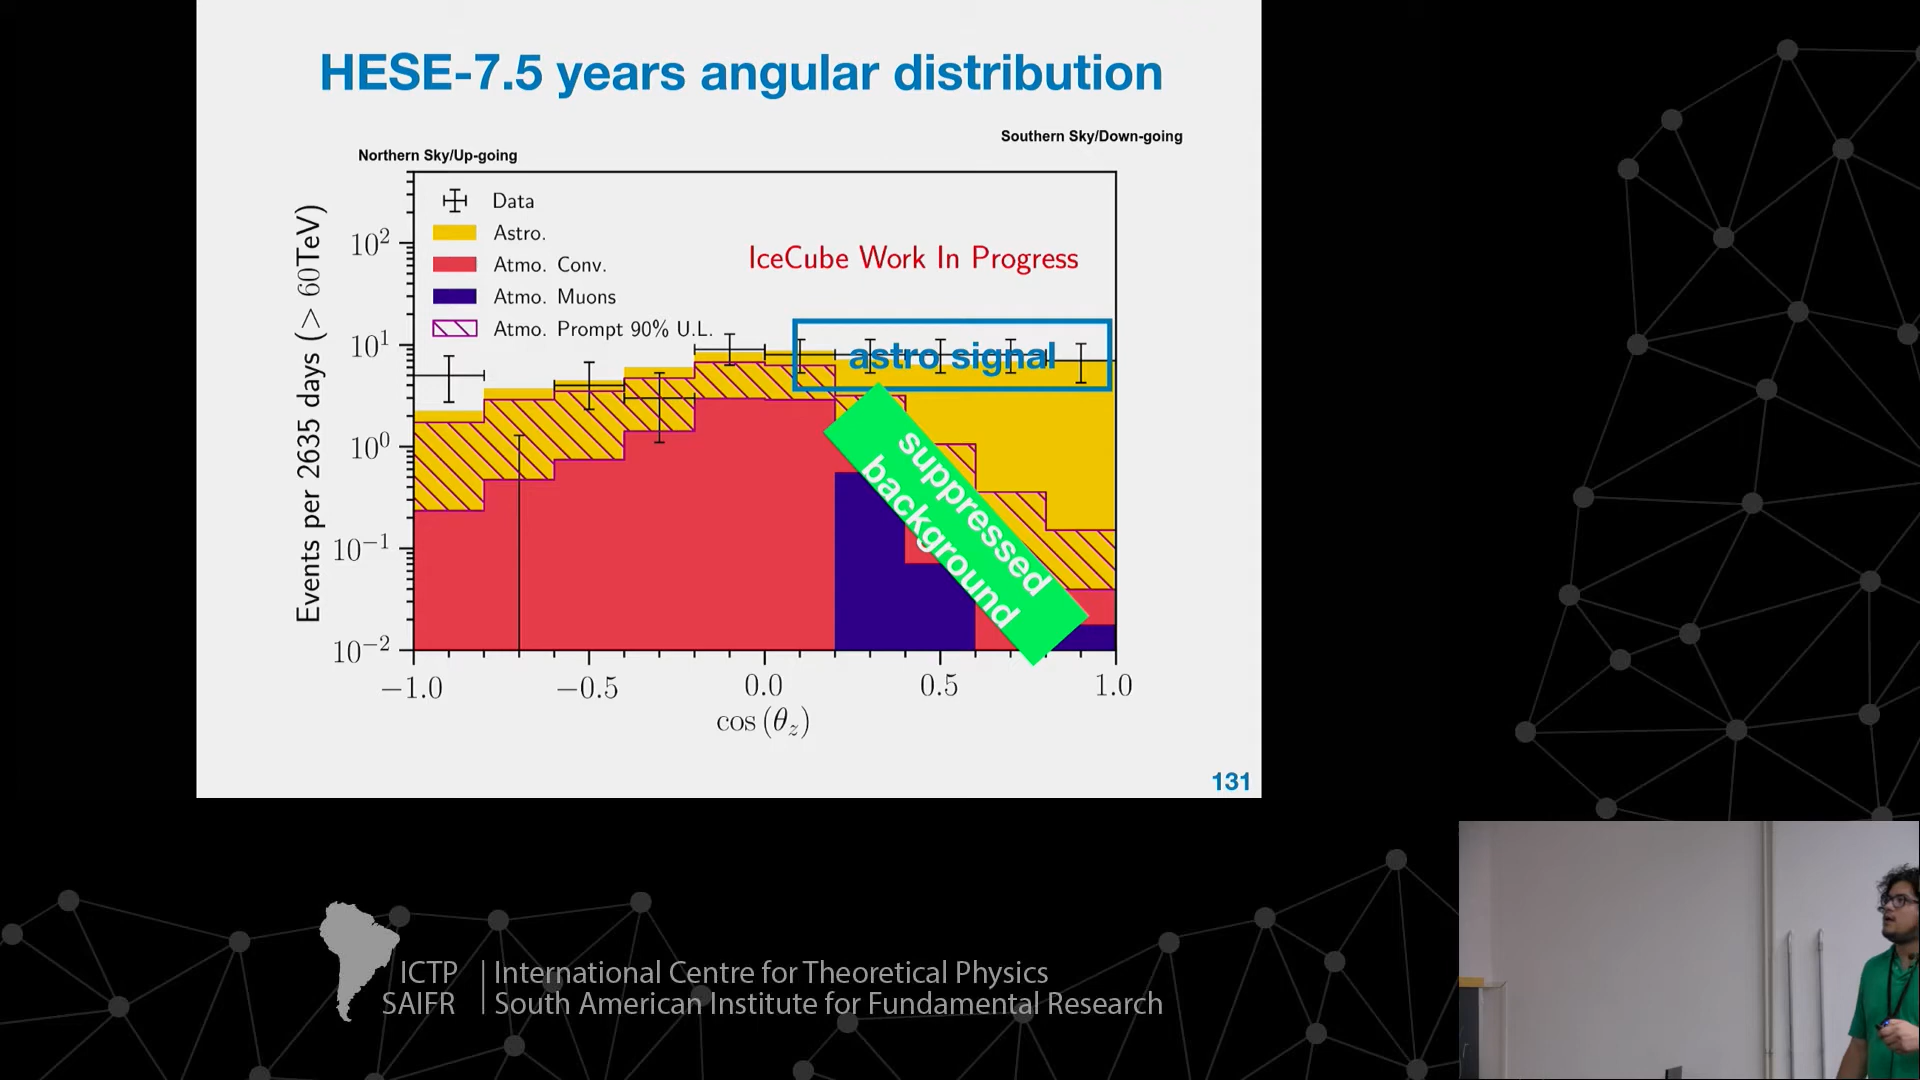 HESE-7.5 years angular distribution
Northern Sky/Up-going
Southern Sky/Down-going
Data
Astro.
Atmo. Conv.
Atmo. Muons
Atmo. Prompt 90% U.L.
IceCube Work In Progress
astro signal
suppressed
background
Events per 2635 days (> 60TeV)
10²
10¹
10⁰
10⁻¹
10⁻²
−1.0
−0.5
0.0
0.5
1.0
cos (θ_z)
131
ICTP
SAIFR
International Centre for Theoretical Physics
South American Institute for Fundamental Research